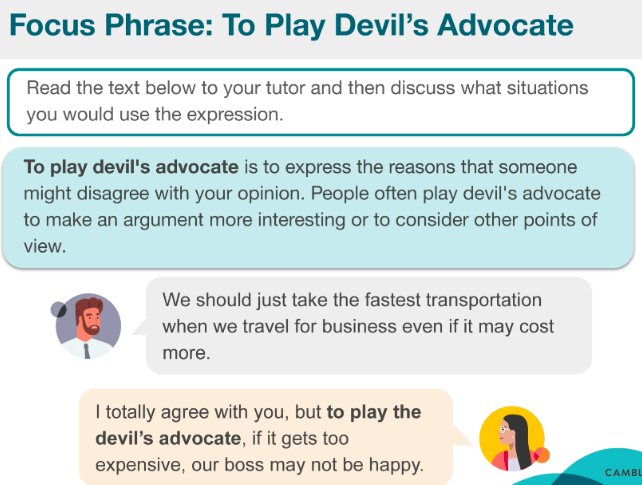 Focus Phrase: To Play Devil's Advocate
Read the text below to your tutor and then discuss what situations
you would use the expression.
To play devil's advocate is to express the reasons that someone
might disagree with your opinion. People often play devil's advocate
to make an argument more interesting or to consider other points of
view.
We should just take the fastest transportation
when we travel for business even if it may cost
more.
I totally agree with you, but to play the
devil's advocate, if it gets too
expensive, our boss may not be happy.
CAMBL